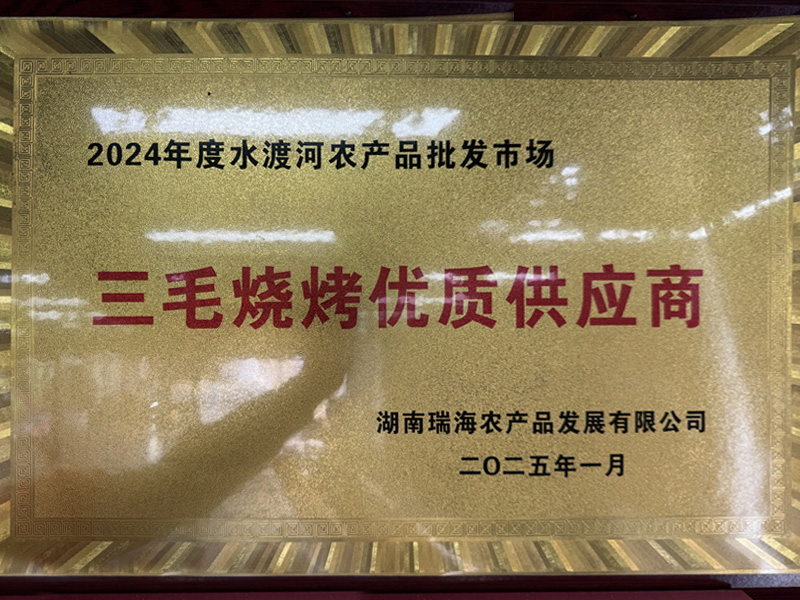 2024年度水渡河农产品批发市场
三毛烧烤优质供应商
湖南瑞海农产品发展有限公司
二〇二五年一月